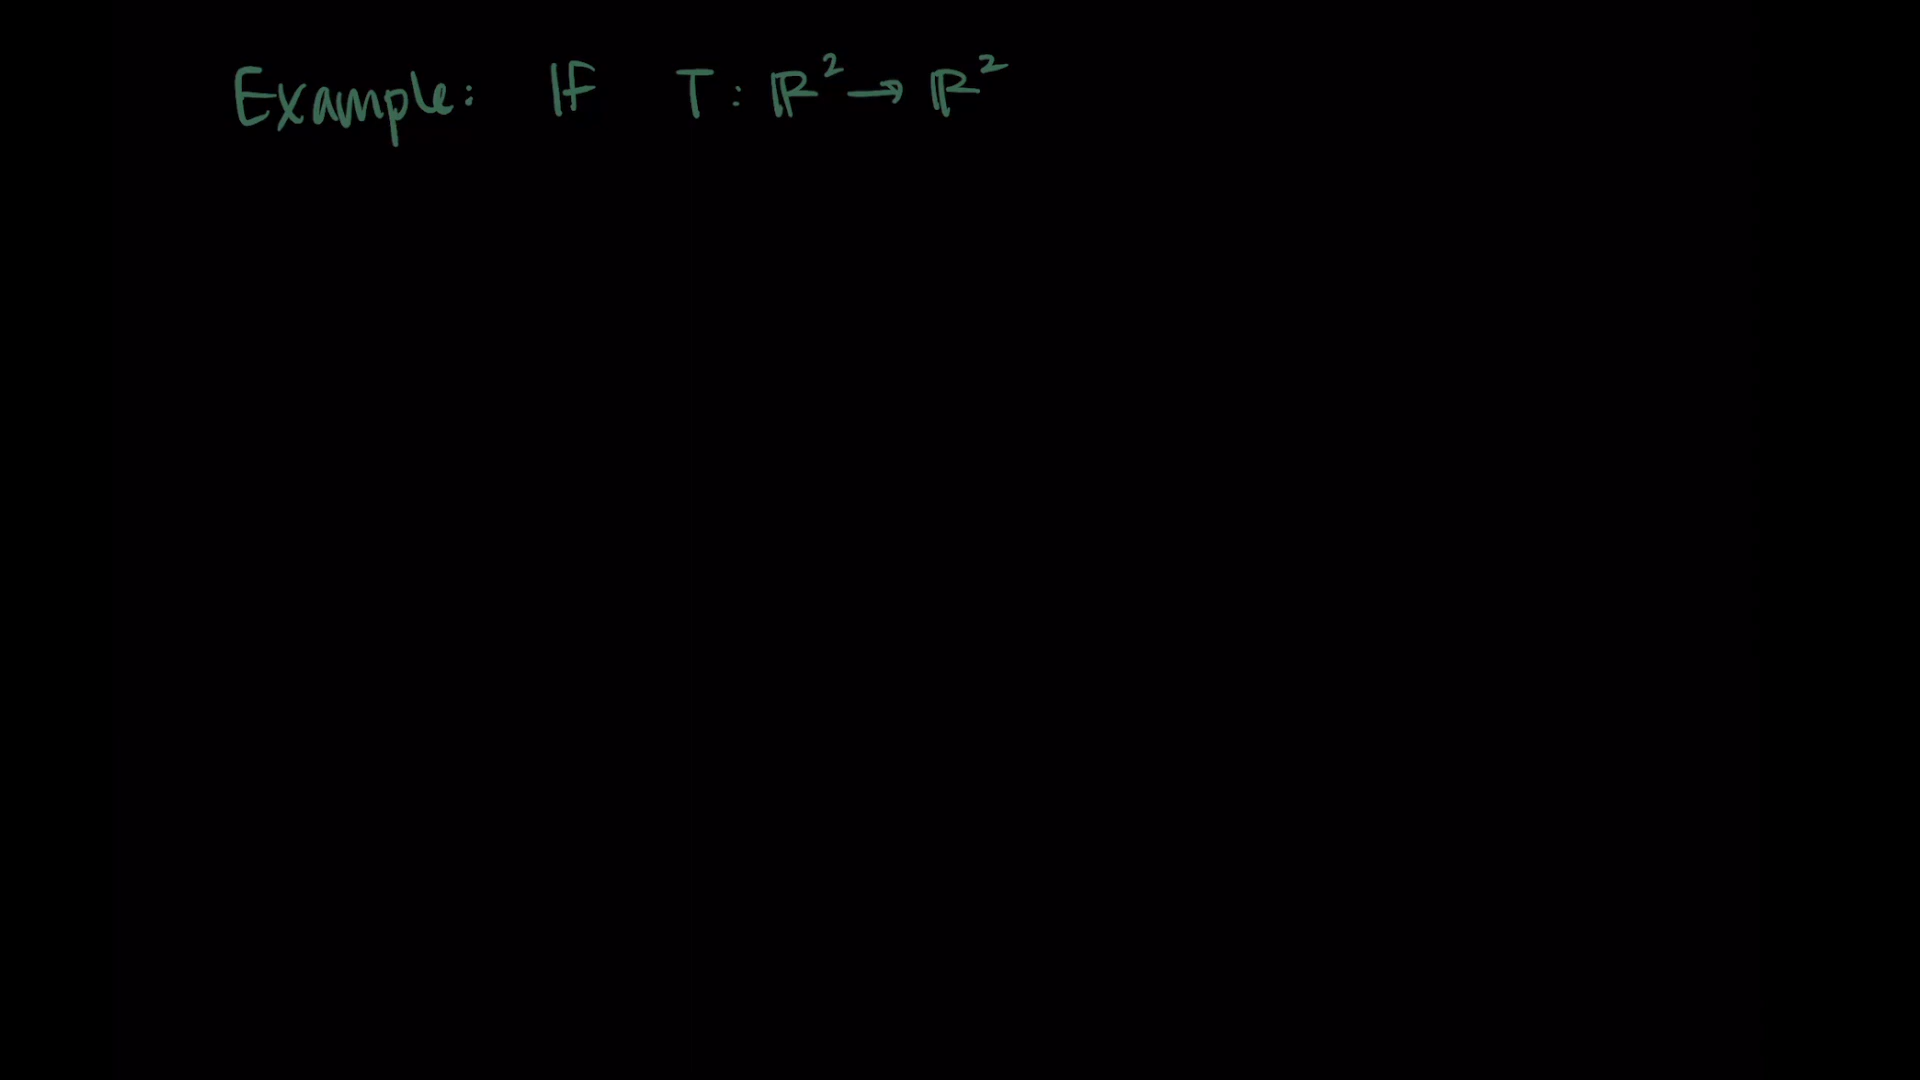 Example: If T: ℝ² → ℝ²